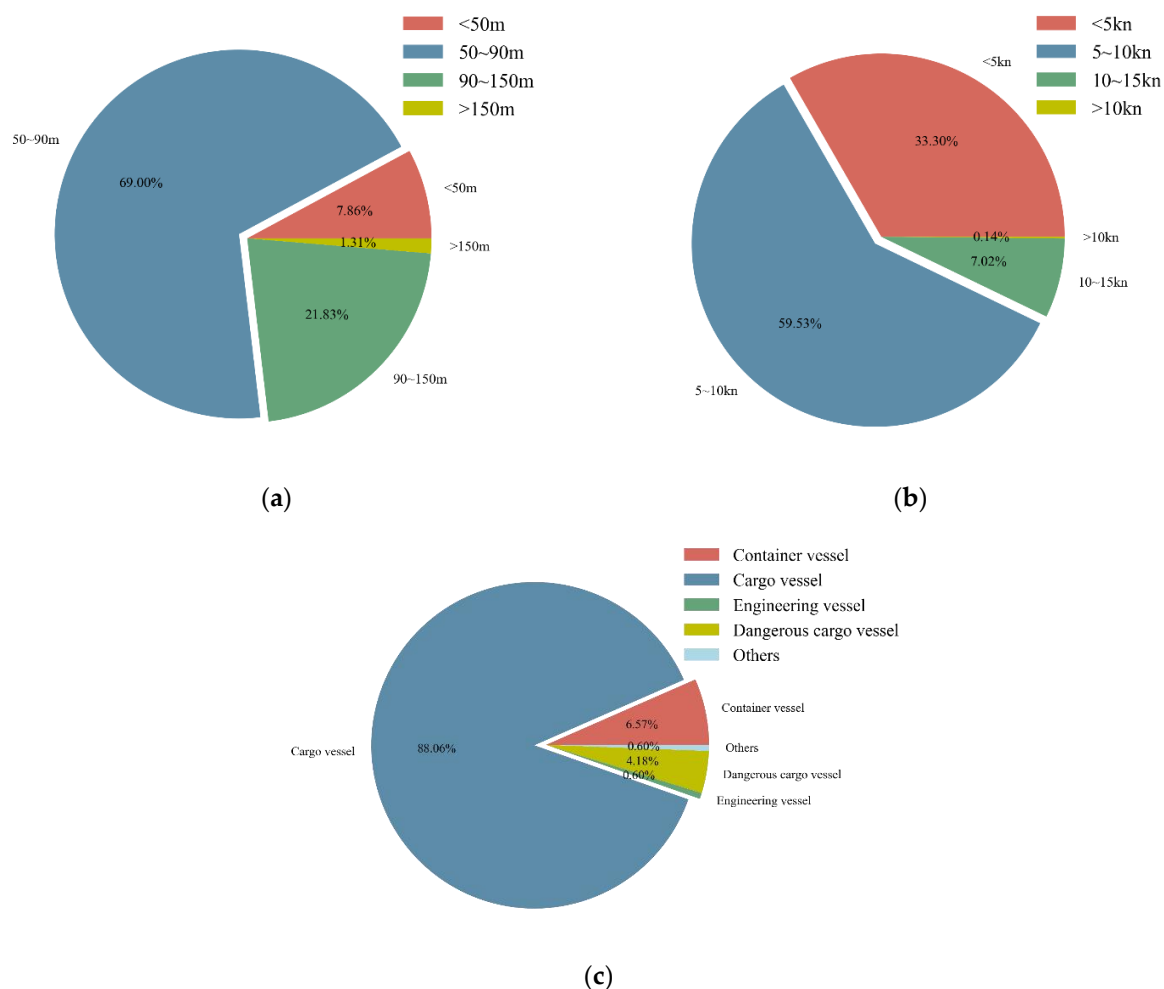 <50m
50~90m
90~150m
>150m
50~90m
69.00%
<50m
7.86%
1.31%
>150m
21.83%
90~150m
(a)
<5kn
5~10kn
10~15kn
>10kn
<5kn
33.30%
0.14%
>10kn
7.02%
10~15kn
59.53%
5~10kn
(b)
Container vessel
Cargo vessel
Engineering vessel
Dangerous cargo vessel
Others
Container vessel
6.57%
Cargo vessel
88.06%
0.60%
Others
4.18%
Dangerous cargo vessel
0.60%
Engineering vessel
(c)